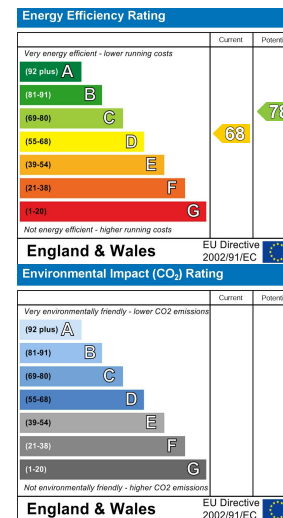 Energy Efficiency Rating
Current Potenti
Very energy efficient - lower running costs
(92 plus) A
(81-91) B
(69-80) C
(55-68) D
(39-54) E
(21-38) F
(1-20) G
68
78
Not energy efficient - higher running costs
England & Wales
EU Directive
2002/91/EC
Environmental Impact (CO₂) Rating
Current Potenti
Very environmentally friendly - lower CO2 emissions
(92 plus) A
(81-91) B
(69-80) C
(55-68) D
(39-54) E
(21-38) F
(1-20) G
Not environmentally friendly - higher CO2 emissions
England & Wales
EU Directive
2002/91/EC